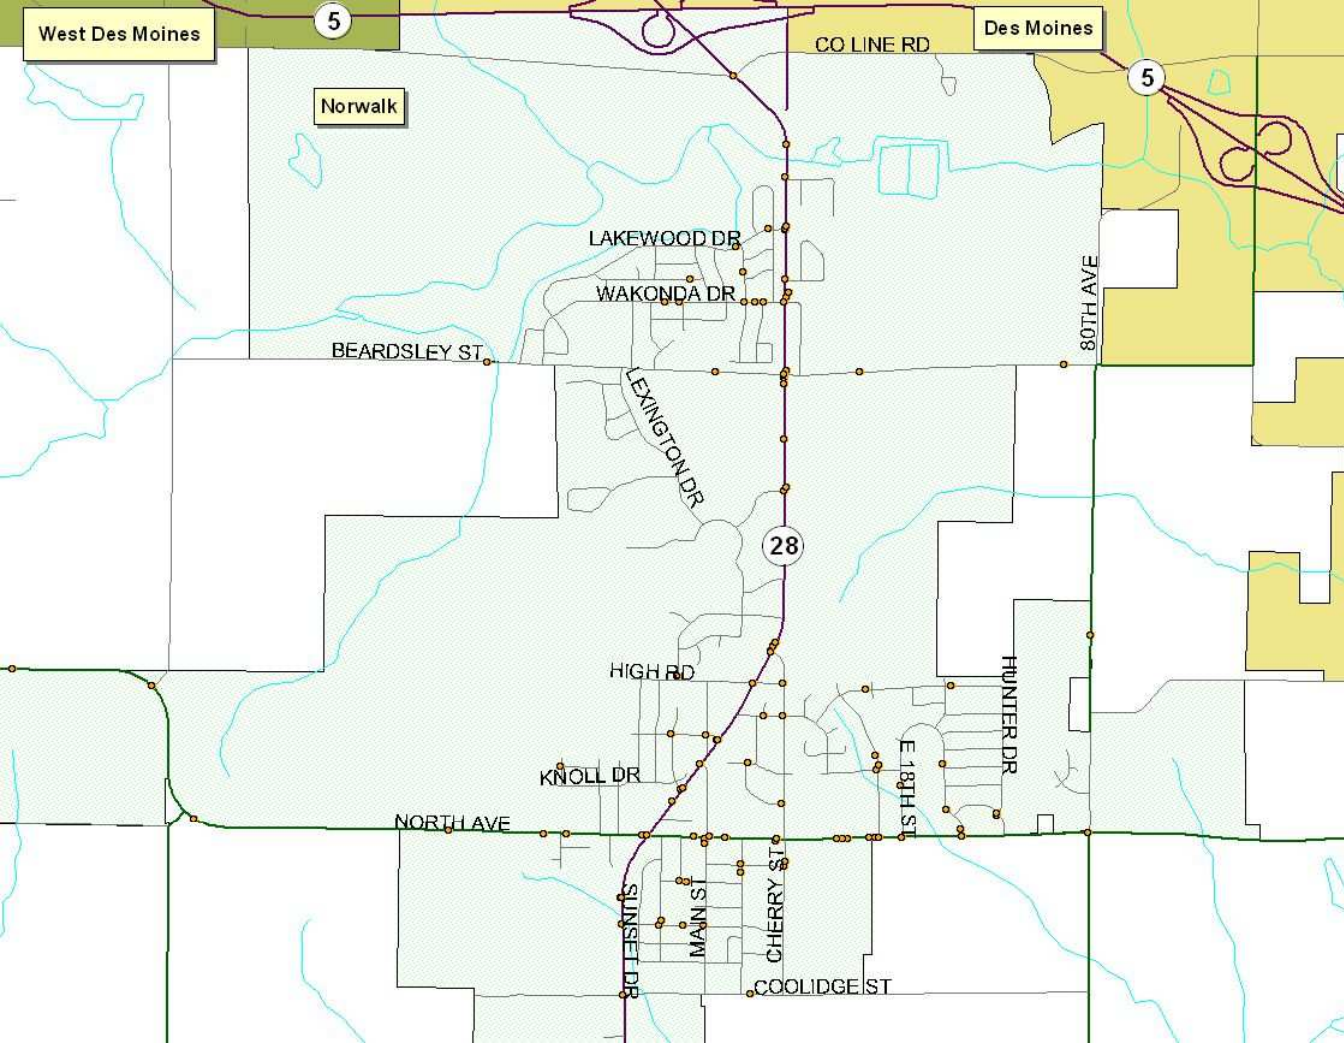 5
West Des Moines
Des Moines
CO LINE RD
5
Norwalk
LAKEWOOD DR
WAKONDA DR
80TH AVE
BEARDSLEY ST
LEXINGTON DR
28
HIGH RD
HUNTER DR
E 18TH ST
KNOLL DR
NORTH AVE
SUNSET DR
MAIN ST
CHERRY ST
COOLIDGE ST